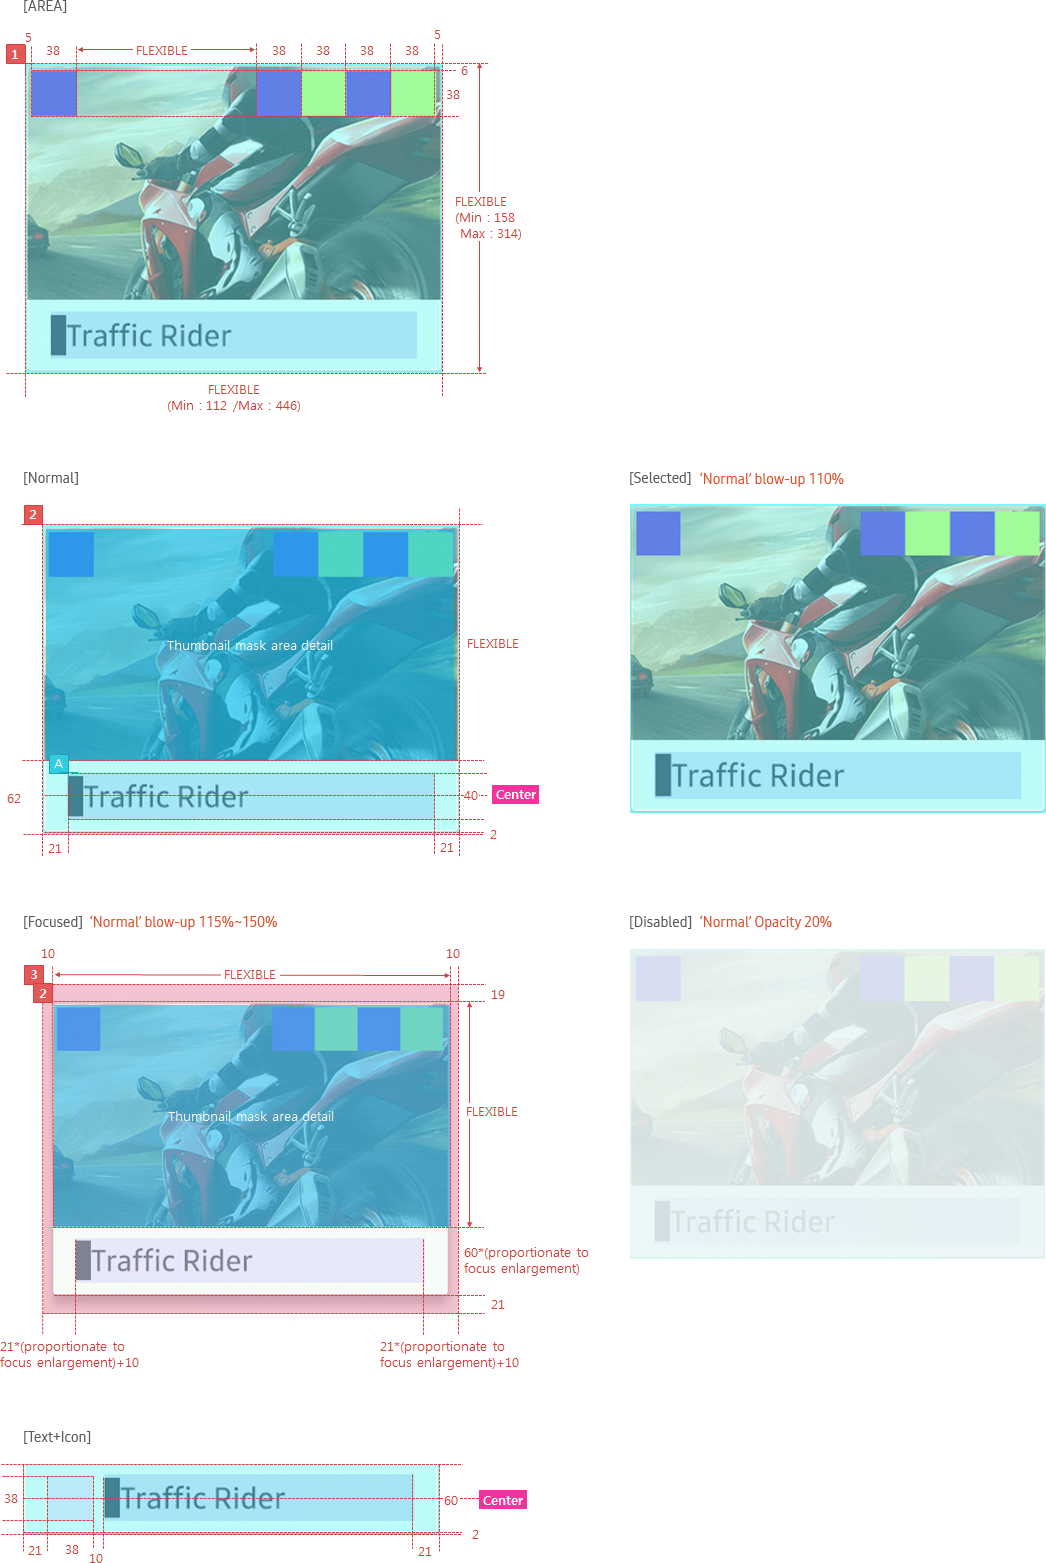 [AREA]
5
5
38
FLEXIBLE
38
38
38
38
1
6
38
FLEXIBLE
(Min : 158
Max : 314)
Traffic Rider
FLEXIBLE
(Min : 112 /Max : 446)
[Normal]
[Selected] ‘Normal’ blow-up 110%
2
Thumbnail mask area detail
FLEXIBLE
A
Traffic Rider
62
40
Center
2
21
21
Traffic Rider
[Focused] ‘Normal’ blow-up 115%~150%
[Disabled] ‘Normal’ Opacity 20%
10
10
3
FLEXIBLE
2
19
Thumbnail mask area detail
FLEXIBLE
Traffic Rider
60*(proportionate to
focus enlargement)
21
21*(proportionate to
focus enlargement)+10
21*(proportionate to
focus enlargement)+10
Traffic Rider
[Text+Icon]
38
Traffic Rider
60
Center
2
21
38
10
21